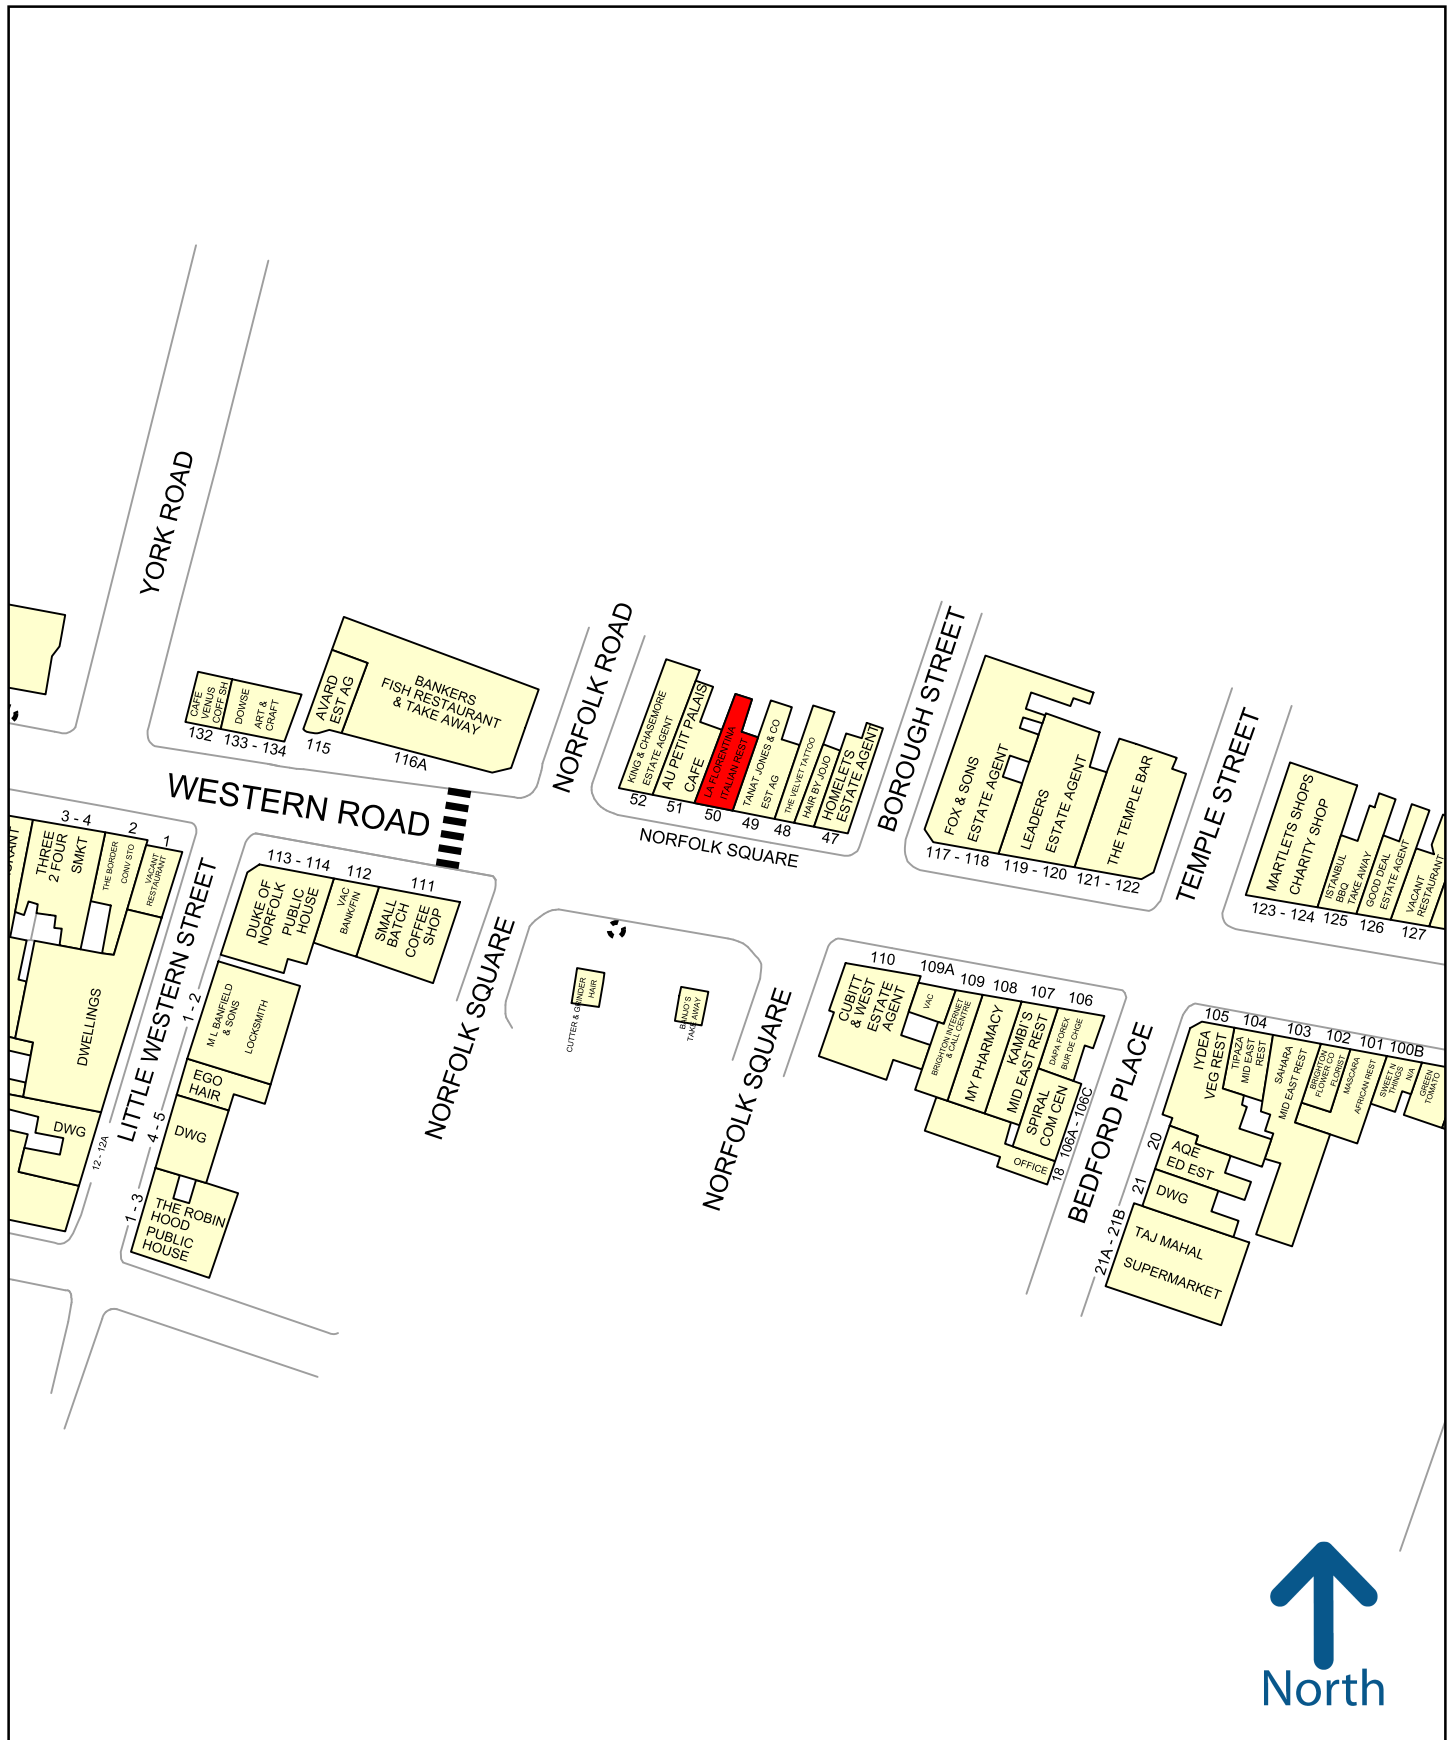 YORK ROAD
NORFOLK ROAD
BOROUGH STREET
TEMPLE STREET
CAFE
VENUS
COFF SH
132
DOWSE
ART &
CRAFT
133 - 134
AVARD
EST AG
115
BANKERS
FISH RESTAURANT
& TAKE AWAY
116A
WESTERN ROAD
KING & CHASEMORE
ESTATE AGENT
52
AU PETIT PALAIS
CAFE
51
LA FLORENTINA
ITALIAN REST
50
TANAT JONES & CO
EST AG
49
THE VELVET TATTOO
48
HAIR BY JOJO
HOMELETS
ESTATE AGENT
47
NORFOLK SQUARE
FOX & SONS
ESTATE AGENT
117 - 118
LEADERS
ESTATE AGENT
119 - 120
THE TEMPLE BAR
121 - 122
MARTLETS SHOPS
CHARITY SHOP
123 - 124
ISTANBUL
BBQ
TAKE AWAY
125
GOOD DEAL
ESTATE AGENT
126
VACANT
RESTAURANT
127
THREE
2 FOUR
SMKT
3 - 4
THE BORDER
CONV STO
2
VACANT
RESTAURANT
1
DWELLINGS
DWG
12 - 12A
LITTLE WESTERN STREET
113 - 114
DUKE OF
NORFOLK
PUBLIC
HOUSE
112
VAC
BANK/FIN
111
SMALL
BATCH
COFFEE
SHOP
1 - 2
M L BANFIELD
& SONS
LOCKSMITH
EGO
HAIR
4 - 5
DWG
1 - 3
THE ROBIN
HOOD
PUBLIC
HOUSE
NORFOLK SQUARE
CUTTER & GRINDER
HAIR
BANJO'S
TAKE AWAY
NORFOLK SQUARE
110
CUBITT
& WEST
ESTATE
AGENT
109A
VAC
109
BRIGHTON INTERNET
& CALL CENTRE
108
MY PHARMACY
107
KAMBI'S
MID EAST REST
106
DAPA FOREX
BUR DE CHGE
SPIRAL
COM CEN
106A - 106C
OFFICE
18
BEDFORD PLACE
105
IYDEA
VEG REST
104
TIPAZA
MID EAST
REST
103
SAHARA
MID EAST REST
102
BRIGHTON
FLOWER CO
FLORIST
101
MASCARA
AFRICAN REST
100B
SWEET N
THINGS
N/A
GREEN
TOMATO
20
AQE
ED EST
21
DWG
21A - 21B
TAJ MAHAL
SUPERMARKET
North